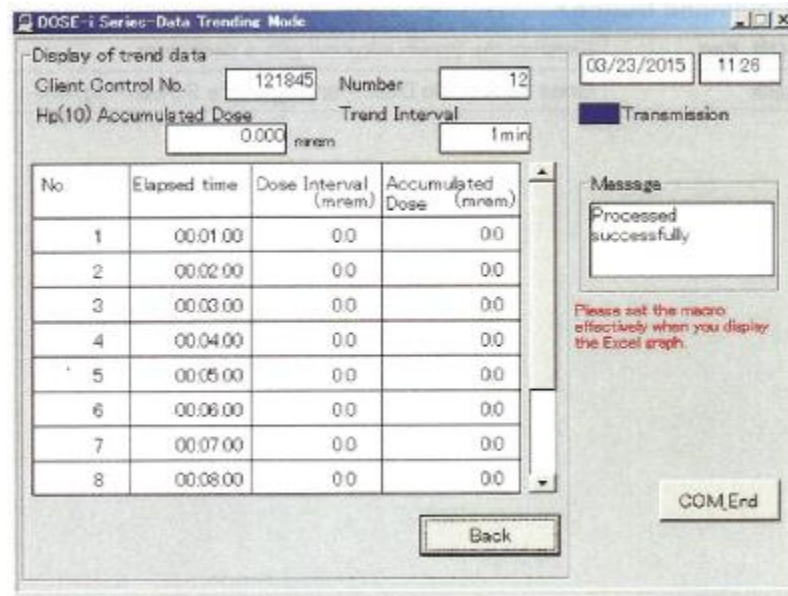 DOSE-i Series-Data Trending Mode
Display of trend data
Client Control No. 121845 Number 12
03/23/2015 11:26
Hp(10) Accumulated Dose Trend Interval
0.000 mrem 1min
Transmission
No. Elapsed time Dose Interval (mrem) Accumulated Dose (mrem)
1 00:01:00 0.0 0.0
2 00:02:00 0.0 0.0
3 00:03:00 0.0 0.0
4 00:04:00 0.0 0.0
5 00:05:00 0.0 0.0
6 00:06:00 0.0 0.0
7 00:07:00 0.0 0.0
8 00:08:00 0.0 0.0
Message
Processed
successfully
Please set the macro
effectively when you display
the Excel graph.
COM_End
Back